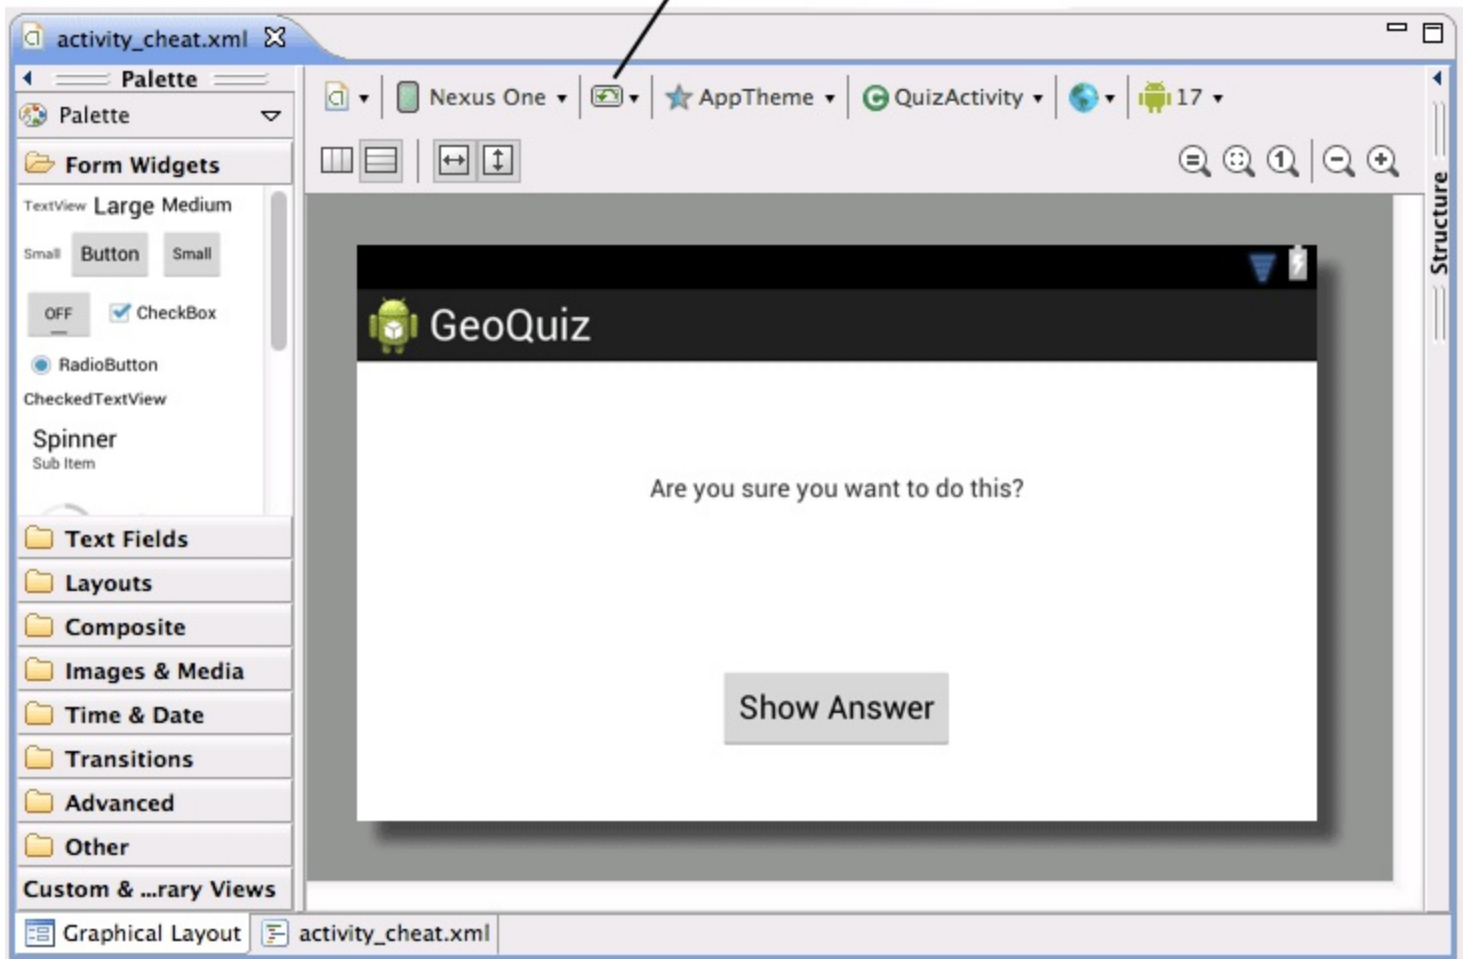 activity_cheat.xml
Palette
Palette
Form Widgets
TextView Large Medium
Small Button Small
OFF CheckBox
RadioButton
CheckedTextView
Spinner
Sub Item
Text Fields
Layouts
Composite
Images & Media
Time & Date
Transitions
Advanced
Other
Custom & ...rary Views
Graphical Layout activity_cheat.xml
Nexus One AppTheme QuizActivity 17
GeoQuiz
Are you sure you want to do this?
Show Answer
Structure